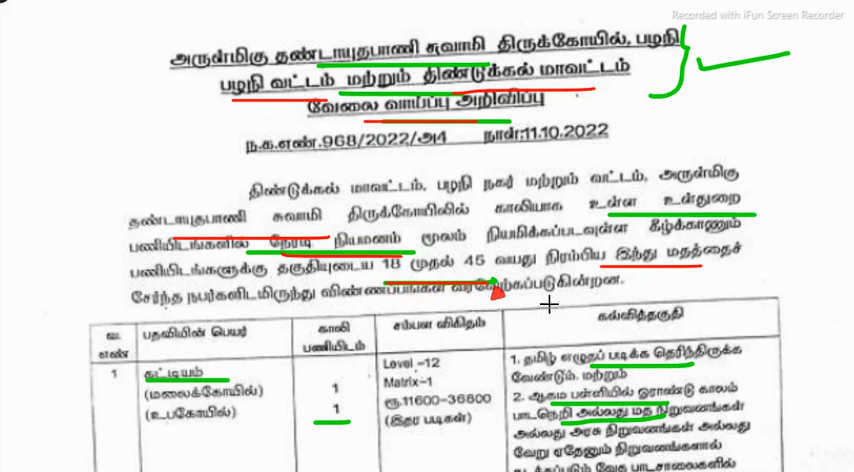 Recorded with iFun Screen Recorder
அருள்மிகு தண்டாயுதபாணி சுவாமி திருக்கோயில், பழநி
பழநி வட்டம் மற்றும் திண்டுக்கல் மாவட்டம்
வேலை வாய்ப்பு அறிவிப்பு
ந.க.எண்.968/2022/அ4 நாள்:11.10.2022
திண்டுக்கல் மாவட்டம், பழநி நகர் மற்றும் வட்டம், அருள்மிகு
தண்டாயுதபாணி சுவாமி திருக்கோயிலில் காலியாக உள்ள உள்துறை
பணியிடங்களில் நேரடி நியமனம் மூலம் நியமிக்கப்படவுள்ள கீழ்க்காணும்
பணியிடங்களுக்கு தகுதியுடைய 18 முதல் 45 வயது நிரம்பிய இந்து மதத்தைச்
சேர்ந்த நபர்களிடமிருந்து விண்ணப்பங்கள் வரவேற்கப்படுகின்றன.
வ. எண் பதவியின் பெயர் காலி பணியிடம் சம்பள விகிதம் கல்வித்தகுதி
1 கட்டியம்
(மலைக்கோயில்) 1
(உபகோயில்) 1
Level -12
Matrix-1
ரூ.11600-36800
(இதர படிகள்)
1. தமிழ் எழுதப் படிக்க தெரிந்திருக்க
வேண்டும். மற்றும்
2. ஆகம பள்ளியில் ஓராண்டு காலம்
பாடநெறி அல்லது மத நிறுவனங்கள்
அல்லது அரசு நிறுவனங்கள் அல்லது
வேறு ஏதேனும் நிறுவனங்களால்
நடத்தப்படும் வேத பாடசாலைகளில்